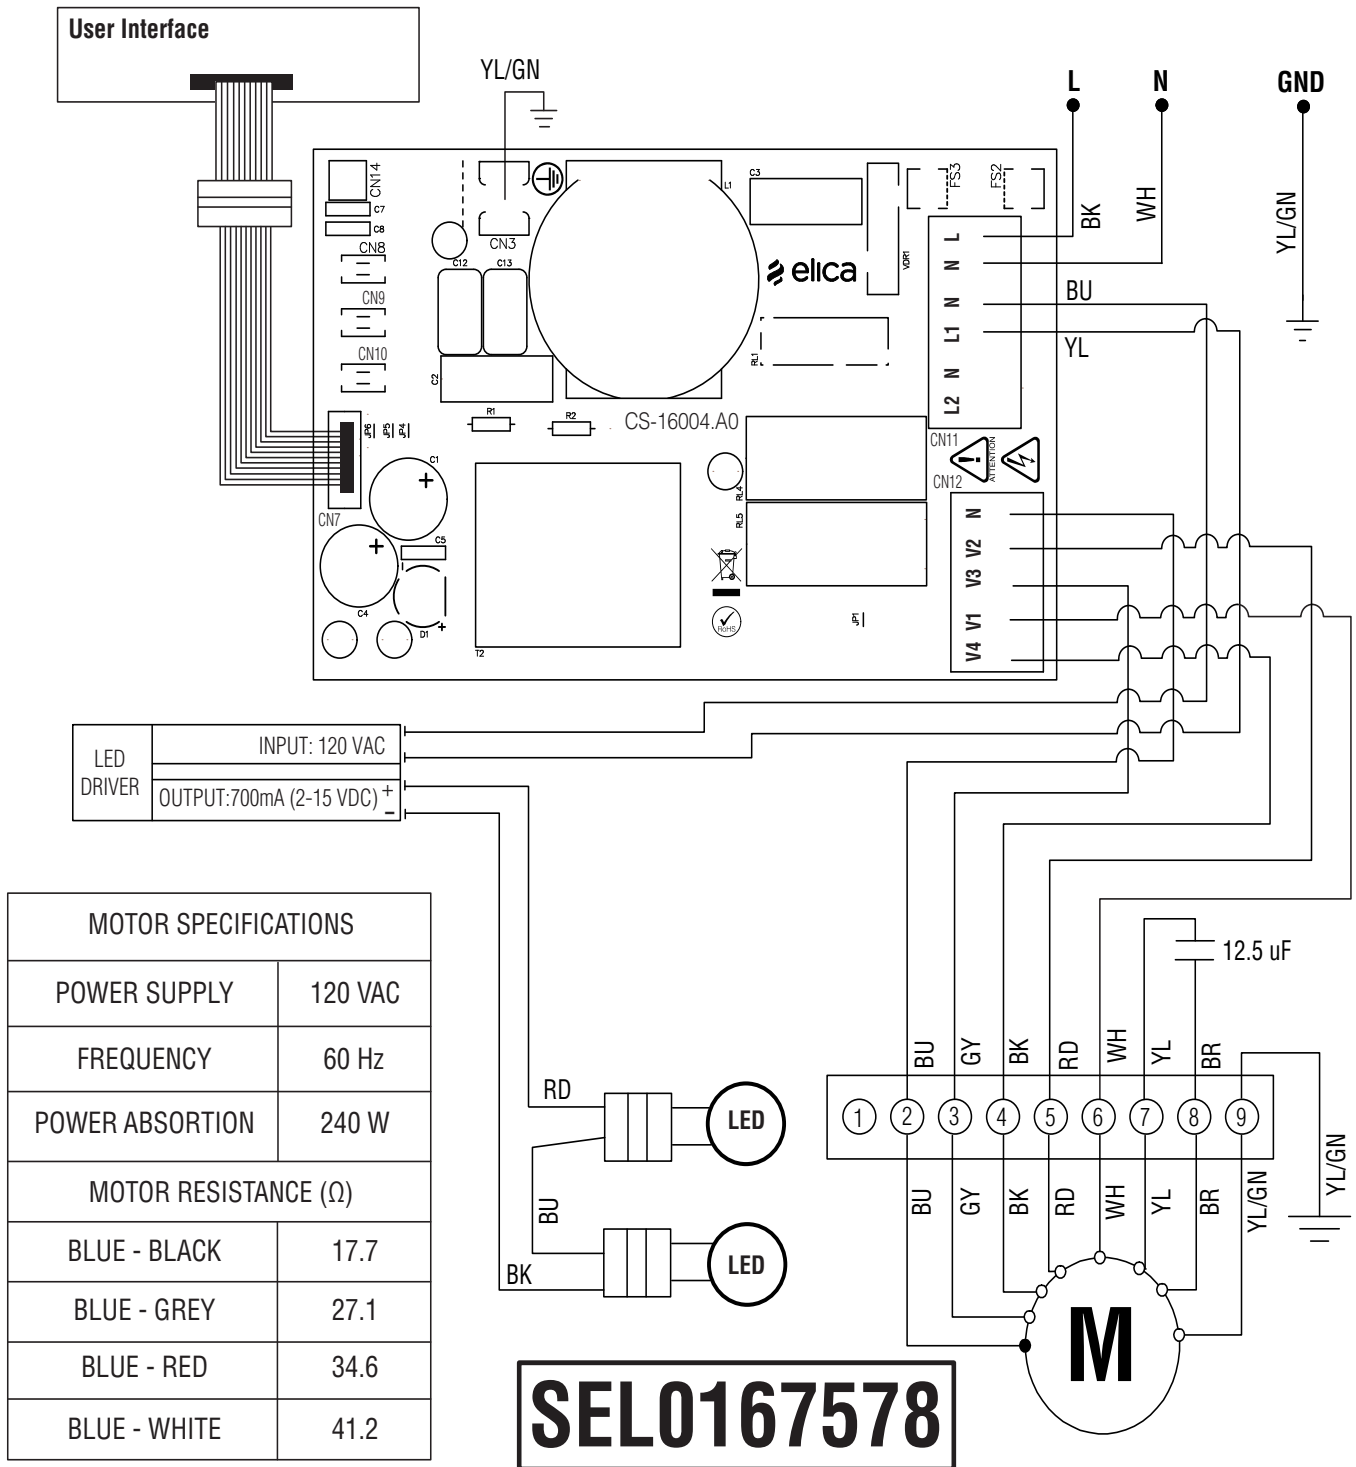 User Interface
YL/GN
L
N
GND
BK
WH
YL/GN
CN14
C7
C8
CN8
CN9
CN10
CN3
C12
C13
L1
C3
elica
VDR1
FS3
FS2
L
N
N
L1
N
L2
BU
YL
C2
RL1
R1
R2
CS-16004.A0
JP6
JP5
JP4
C1
+
CN7
+
C5
C4
D1
+
T2
RL4
RL5
RoHS
JP1
CN11
ATTENTION
CN12
N
V2
V3
V1
V4
LED
DRIVER
INPUT: 120 VAC
OUTPUT:700mA (2-15 VDC) +
–
MOTOR SPECIFICATIONS
POWER SUPPLY 120 VAC
FREQUENCY 60 Hz
POWER ABSORTION 240 W
MOTOR RESISTANCE (Ω)
BLUE - BLACK 17.7
BLUE - GREY 27.1
BLUE - RED 34.6
BLUE - WHITE 41.2
RD
LED
BU
BK
LED
12.5 uF
BU GY BK RD WH YL BR
1 2 3 4 5 6 7 8 9
BU GY BK RD WH YL BR YL/GN YL/GN
M
SEL0167578